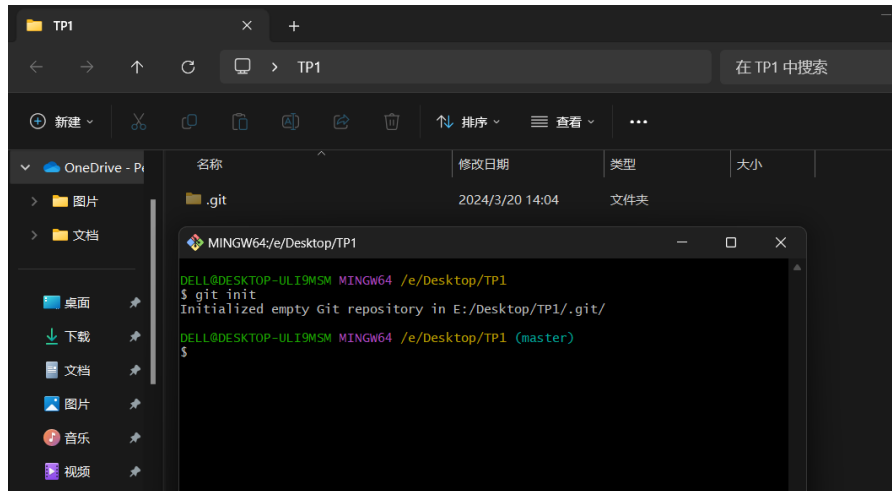 TP1
TP1
在 TP1 中搜索
新建
排序
查看
名称
修改日期
类型
大小
OneDrive - Pe
图片
文档
.git
2024/3/20 14:04
文件夹
桌面
下载
文档
图片
音乐
视频
MINGW64:/e/Desktop/TP1
DELL@DESKTOP-ULI9MSM MINGW64 /e/Desktop/TP1
$ git init
Initialized empty Git repository in E:/Desktop/TP1/.git/
DELL@DESKTOP-ULI9MSM MINGW64 /e/Desktop/TP1 (master)
$